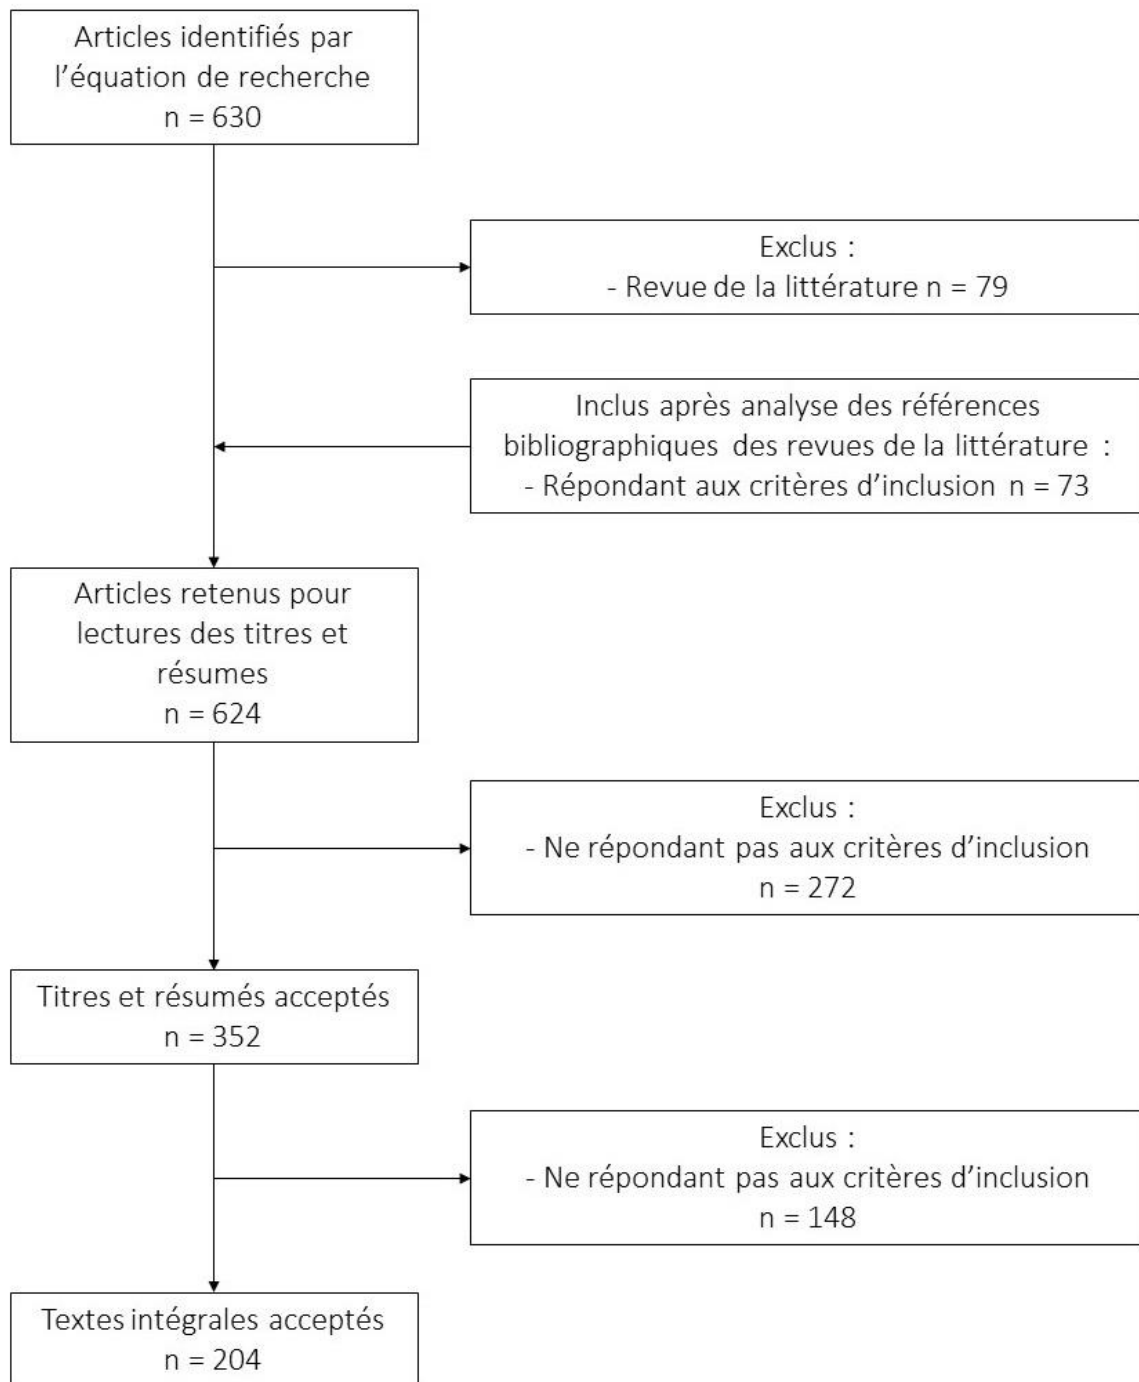 Articles identifiés par
l’équation de recherche
n = 630
Exclus :
- Revue de la littérature n = 79
Inclus après analyse des références
bibliographiques des revues de la littérature :
- Répondant aux critères d’inclusion n = 73
Articles retenus pour
lectures des titres et
résumes
n = 624
Exclus :
- Ne répondant pas aux critères d’inclusion
n = 272
Titres et résumés acceptés
n = 352
Exclus :
- Ne répondant pas aux critères d’inclusion
n = 148
Textes intégrales acceptés
n = 204